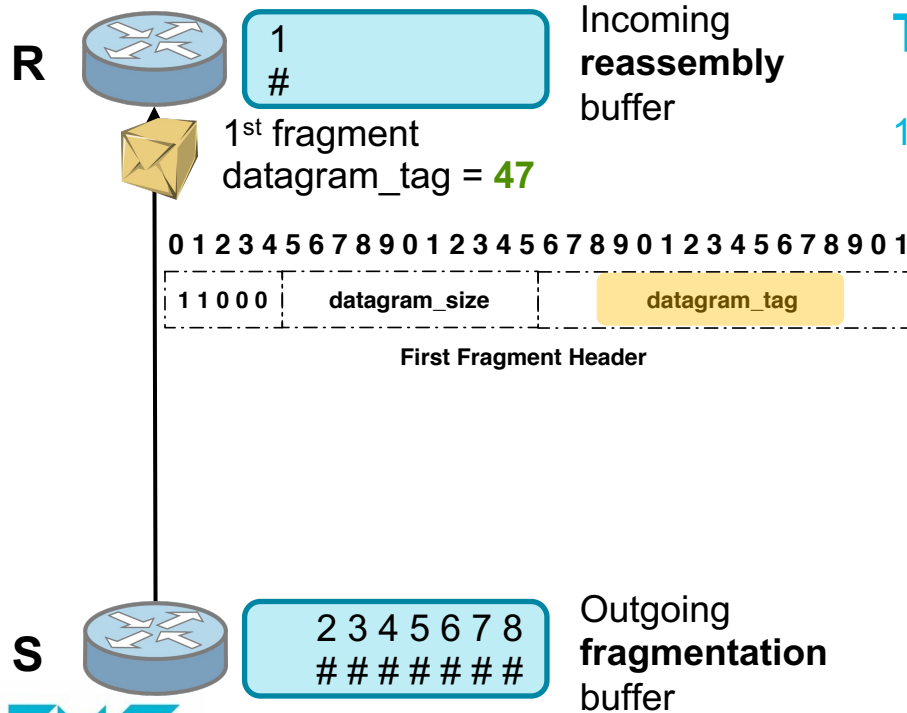 R
1
#
Incoming
reassembly
buffer
1st fragment
datagram_tag = 47
0 1 2 3 4 5 6 7 8 9 0 1 2 3 4 5 6 7 8 9 0 1 2 3 4 5 6 7 8 9 0 1
1 1 0 0 0 datagram_size datagram_tag
First Fragment Header
S
2 3 4 5 6 7 8
# # # # # # #
Outgoing
fragmentation
buffer